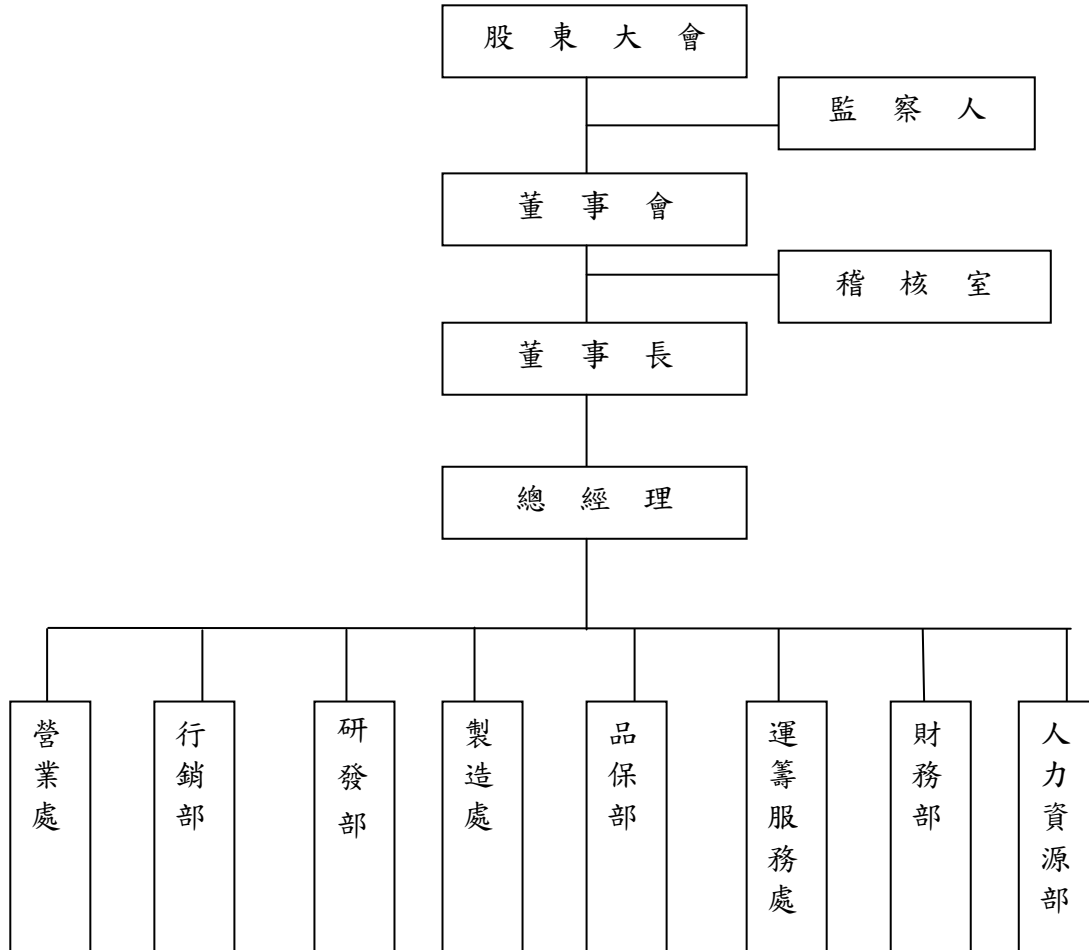 股東大會
監察人
董事會
稽核室
董事長
總經理
營業處
行銷部
研發部
製造處
品保部
運籌服務處
財務部
人力資源部